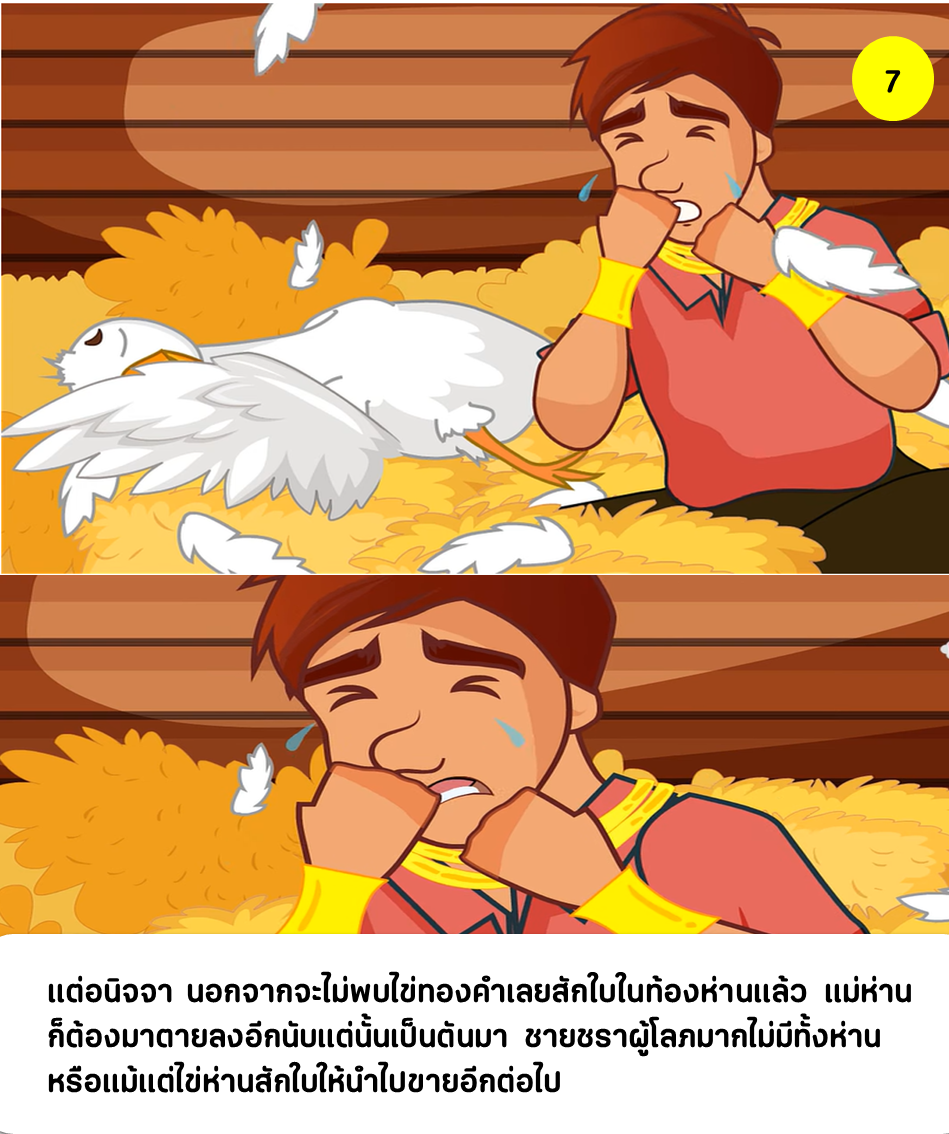 7
แต่อนิจจา นอกจากจะไม่พบไข่ทองคำเลยสักใบในท้องห่านแล้ว แม่ห่าน
ก็ต้องมาตายลงอีกนับแต่นั้นเป็นต้นมา ชายชราผู้โลภมากไม่มีทั้งห่าน
หรือแม้แต่ไข่ห่านสักใบให้นำไปขายอีกต่อไป